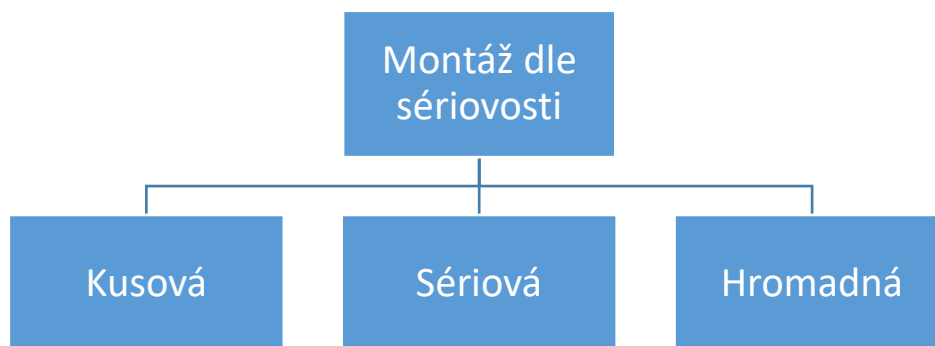 Montáž dle
sériovosti
Kusová
Sériová
Hromadná